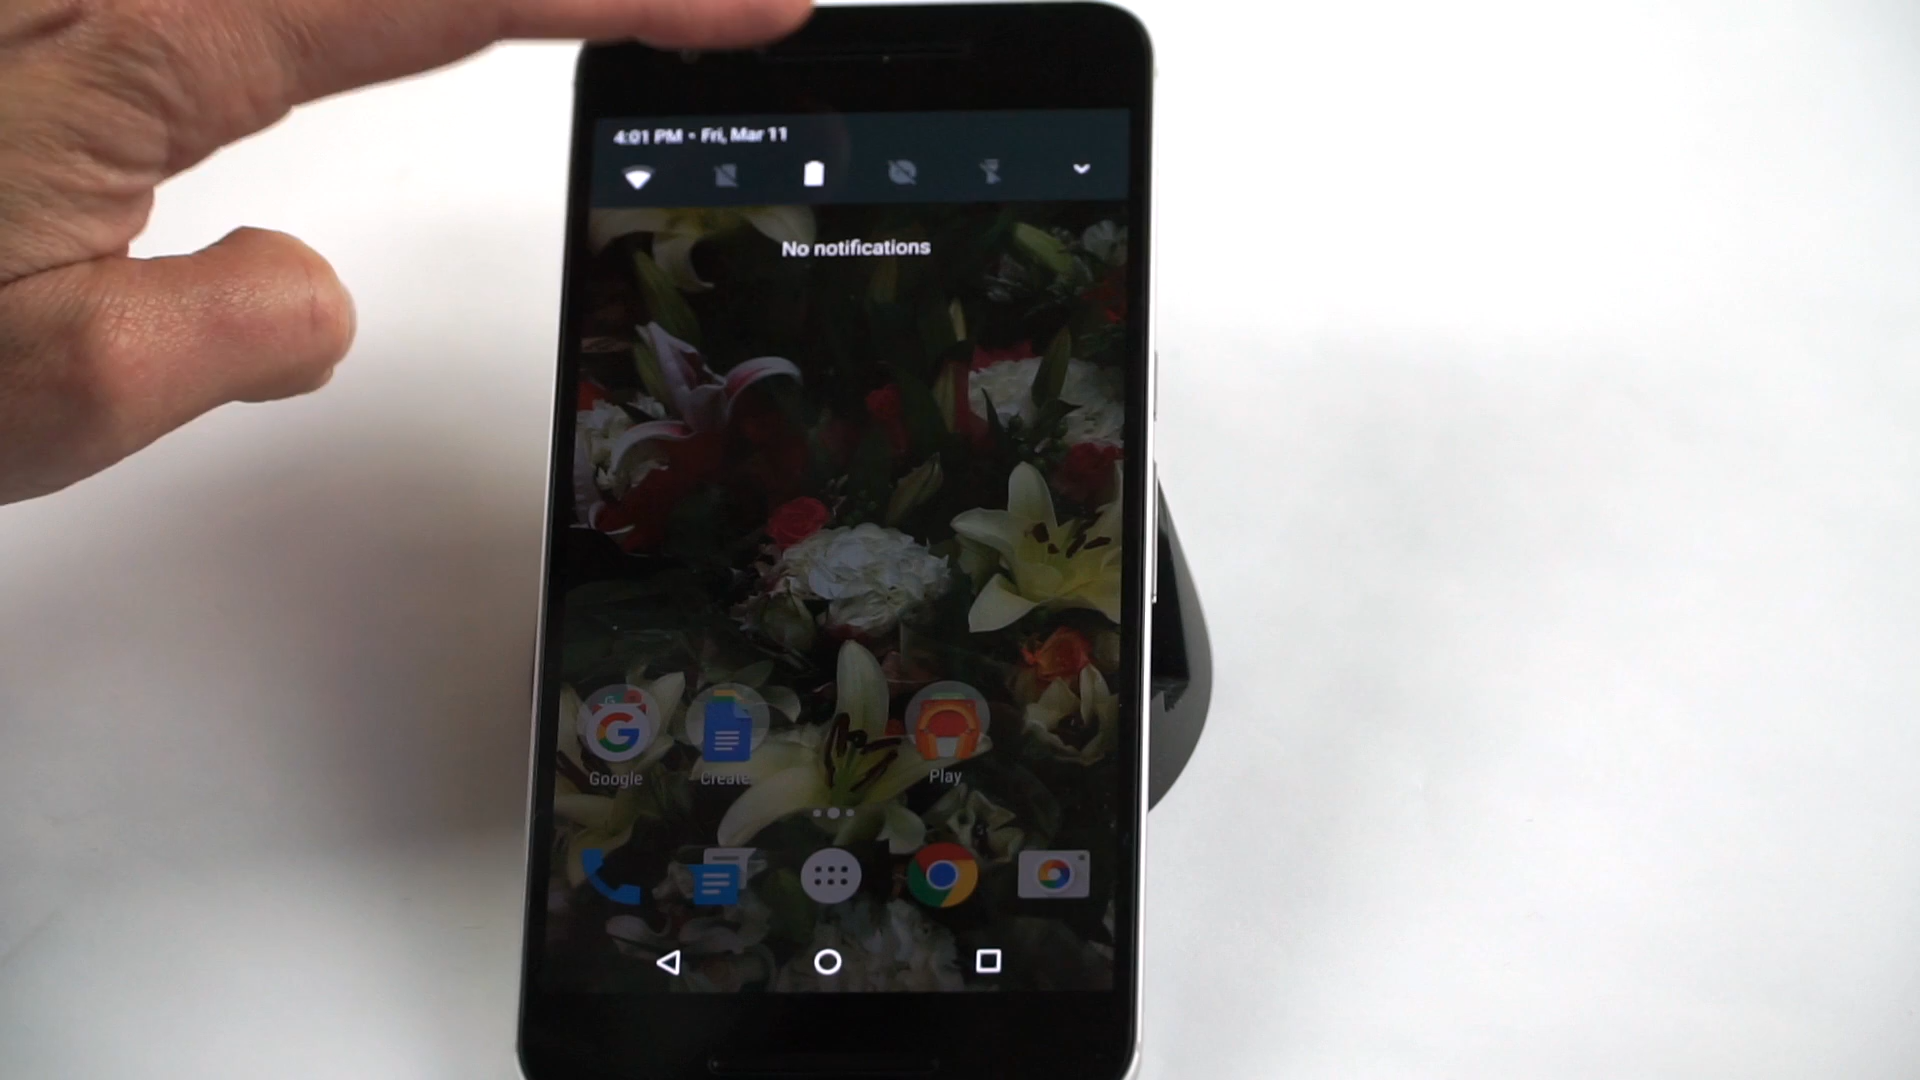 4:01 PM - Fri, Mar 11
No notifications
Google
Create
Play